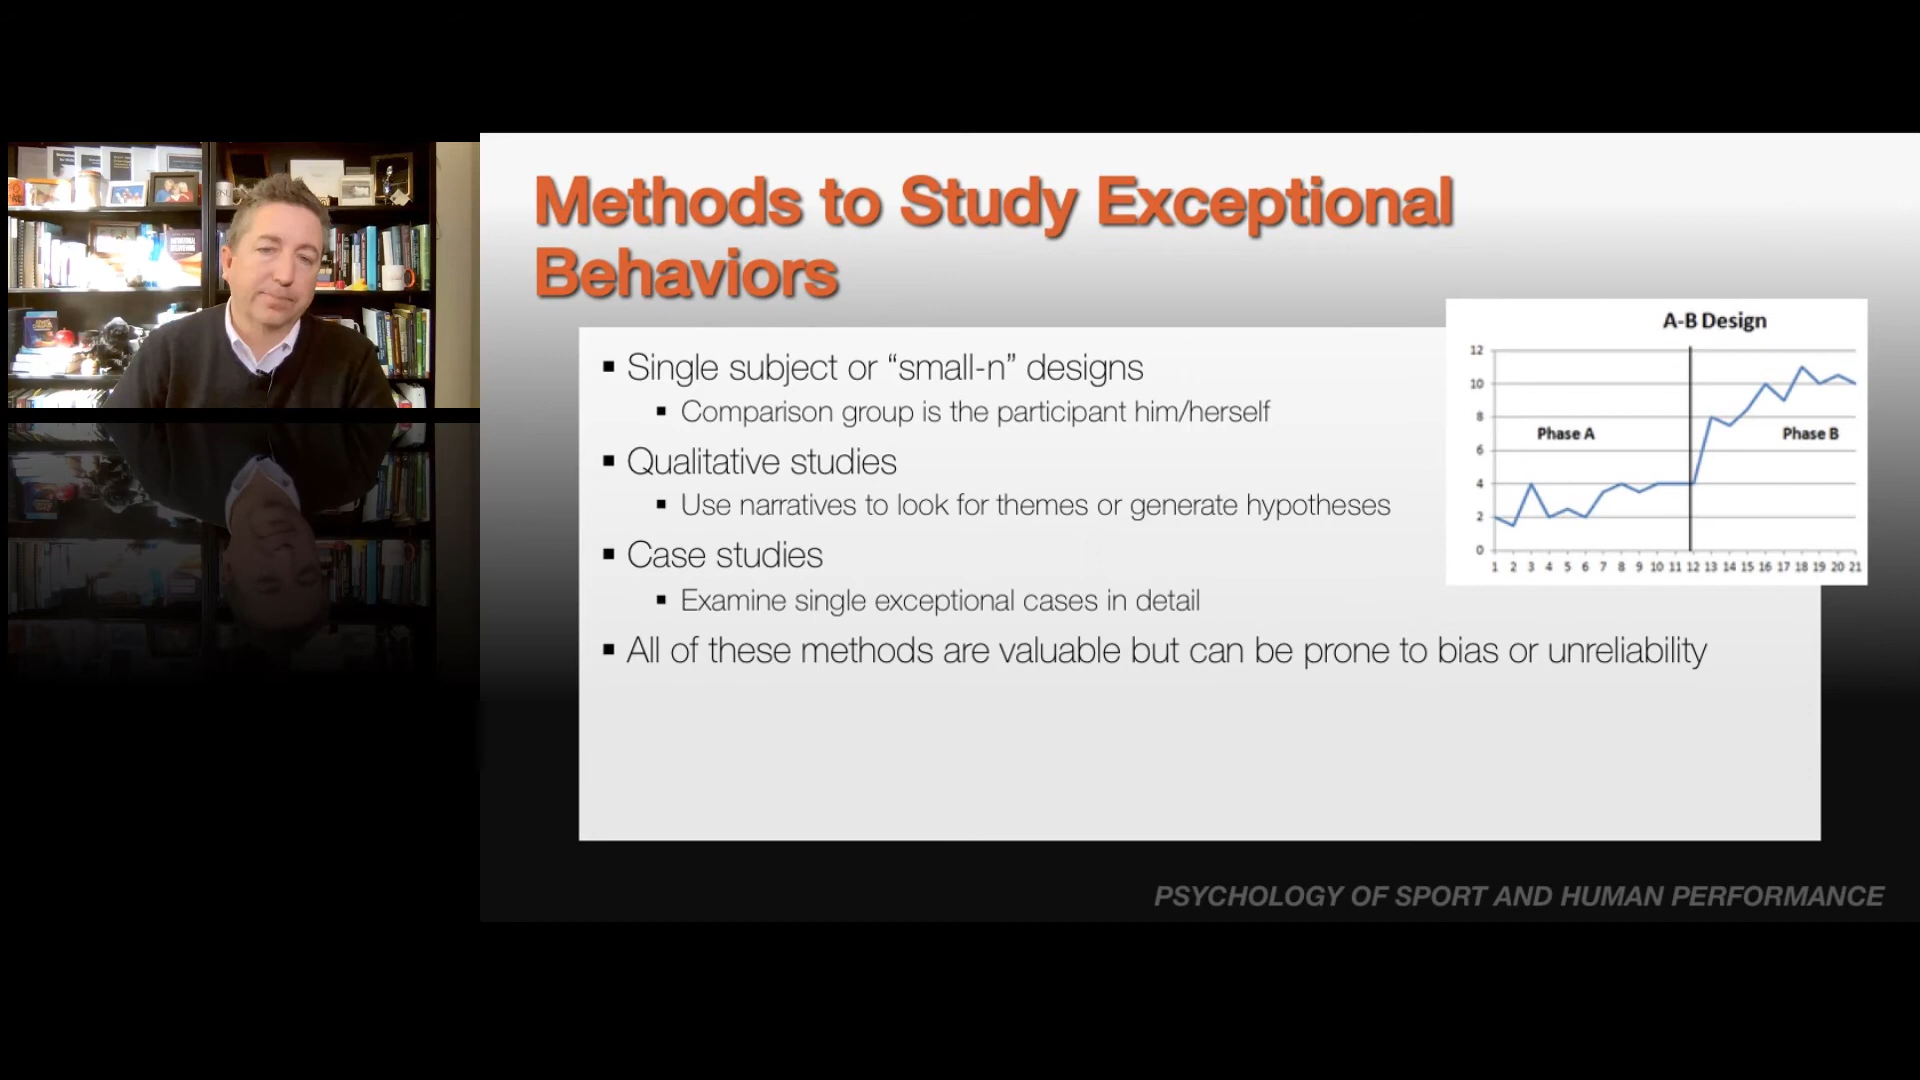 Methods to Study Exceptional
Behaviors
▪ Single subject or “small-n” designs
▪ Comparison group is the participant him/herself
▪ Qualitative studies
▪ Use narratives to look for themes or generate hypotheses
▪ Case studies
▪ Examine single exceptional cases in detail
▪ All of these methods are valuable but can be prone to bias or unreliability
A-B Design
12
10
8
Phase A Phase B
6
4
2
0
1 2 3 4 5 6 7 8 9 10 11 12 13 14 15 16 17 18 19 20 21
PSYCHOLOGY OF SPORT AND HUMAN PERFORMANCE